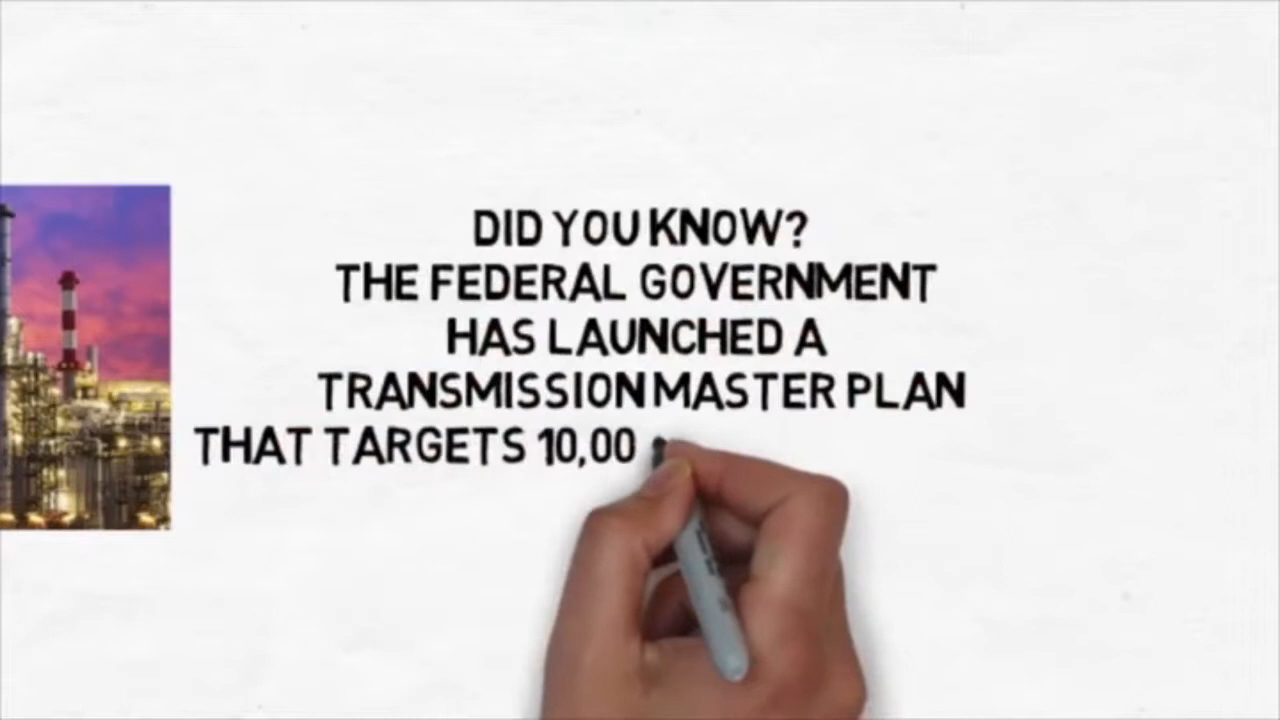 DID YOU KNOW?
THE FEDERAL GOVERNMENT
HAS LAUNCHED A
TRANSMISSION MASTER PLAN
THAT TARGETS 10,00